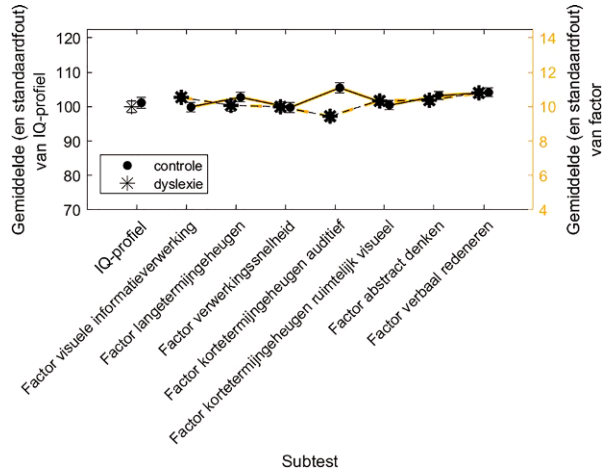 Gemiddelde (en standaardfout)
van IQ-profiel
120
110
100
90
80
70
14
12
10
8
6
4
Gemiddelde (en standaardfout)
van factor
controle
dyslexie
IQ-profiel
Factor visuele informatieverwerking
Factor langetermijngeheugen
Factor verwerkingssnelheid
Factor kortetermijngeheugen auditief
Factor kortetermijngeheugen ruimtelijk visueel
Factor abstract denken
Factor verbaal redeneren
Subtest